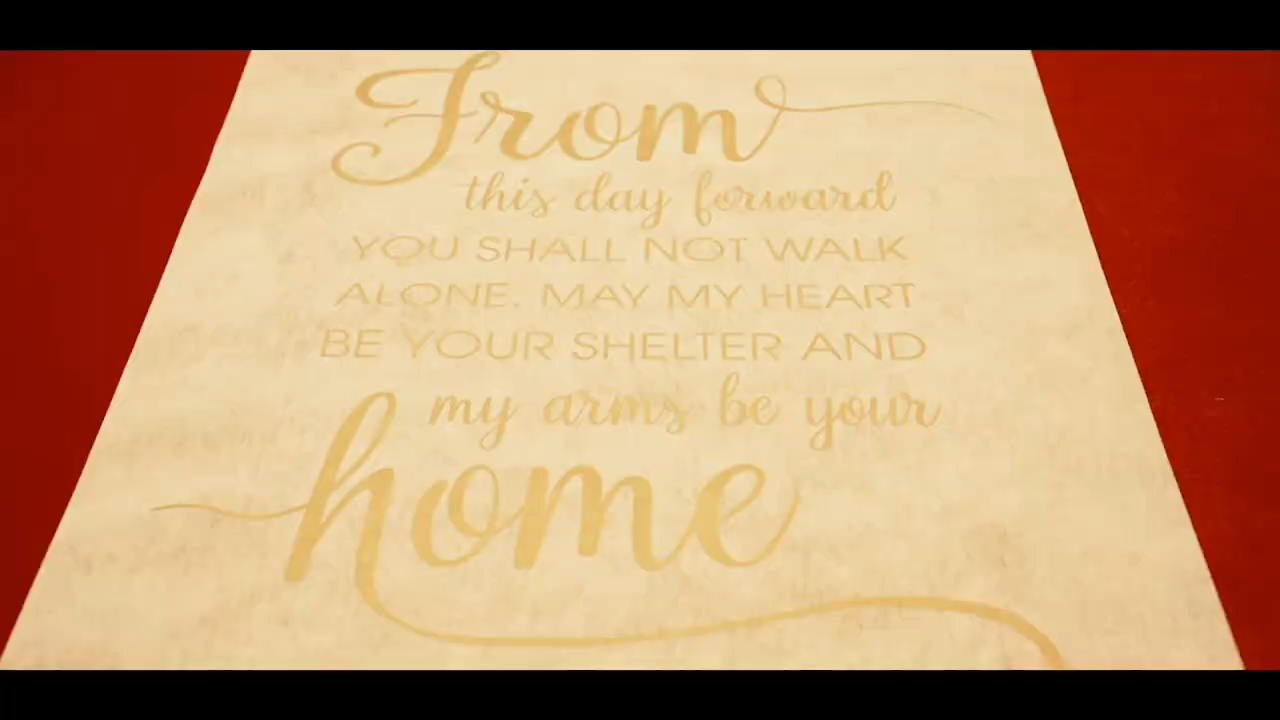 From
this day forward
YOU SHALL NOT WALK
ALONE. MAY MY HEART
BE YOUR SHELTER AND
my arms be your
home